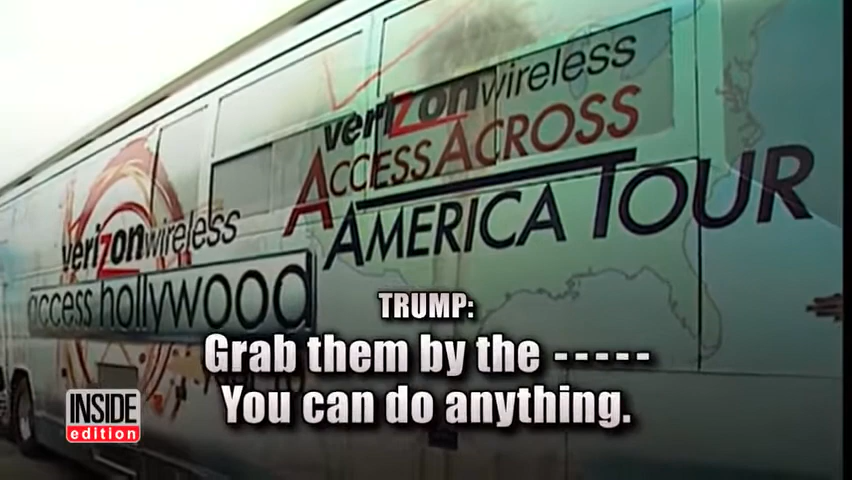 verizonwireless
ACCESS ACROSS
AMERICA TOUR
verizonwireless
access hollywood
TRUMP:
Grab them by the -----
You can do anything.
INSIDE
edition